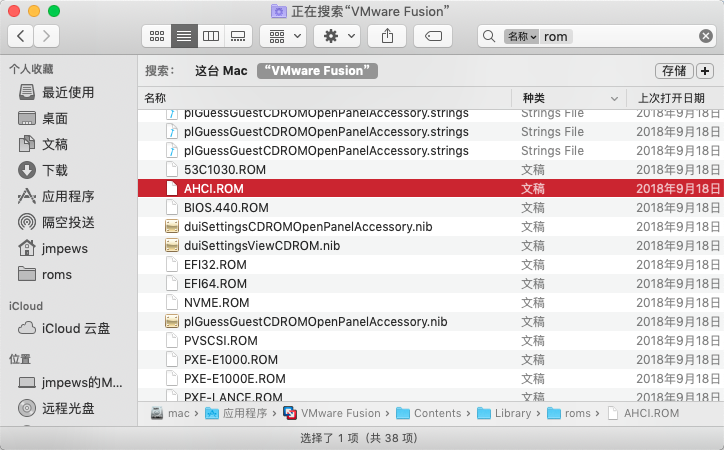 正在搜索“VMware Fusion”
名称 rom
个人收藏
最近使用
桌面
文稿
下载
应用程序
隔空投送
jmpews
roms
iCloud
iCloud 云盘
位置
jmpews的M...
远程光盘
搜索： 这台 Mac “VMware Fusion” 存储 +
名称 种类 上次打开日期
plGuessGuestCDROMOpenPanelAccessory.strings Strings File 2018年9月18日
plGuessGuestCDROMOpenPanelAccessory.strings Strings File 2018年9月18日
plGuessGuestCDROMOpenPanelAccessory.strings Strings File 2018年9月18日
53C1030.ROM 文稿 2018年9月18日
AHCI.ROM 文稿 2018年9月18日
BIOS.440.ROM 文稿 2018年9月18日
duiSettingsCDROMOpenPanelAccessory.nib 文稿 2018年9月18日
duiSettingsViewCDROM.nib 文稿 2018年9月18日
EFI32.ROM 文稿 2018年9月18日
EFI64.ROM 文稿 2018年9月18日
NVME.ROM 文稿 2018年9月18日
plGuessGuestCDROMOpenPanelAccessory.nib 文稿 2018年9月18日
PVSCSI.ROM 文稿 2018年9月18日
PXE-E1000.ROM 文稿 2018年9月18日
PXE-E1000E.ROM 文稿 2018年9月18日
PXE-LANCE.ROM 文稿 2018年9月18日
mac › 应用程序 › VMware Fusion › Contents › Library › roms › AHCI.ROM
选择了 1 项（共 38 项）